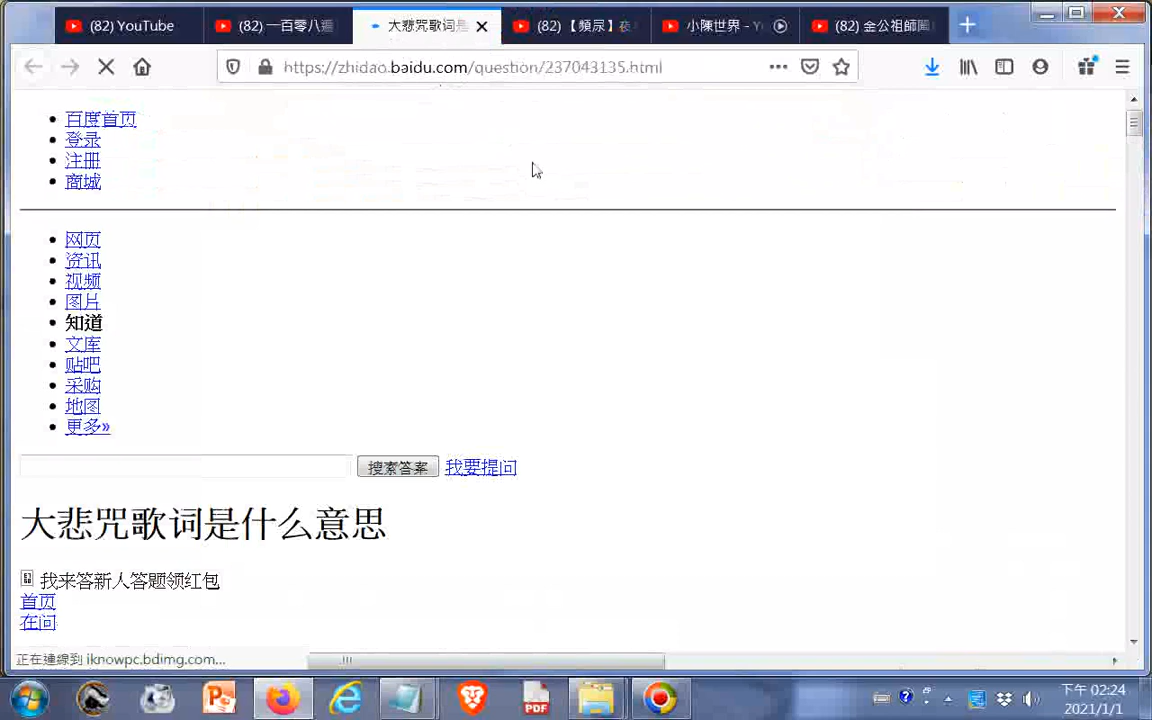 (82) YouTube
(82) 一百零八遍
大悲咒歌词是
(82) 【頻尿】
小陳世界 - Y
(82) 金公祖師
https://zhidao.baidu.com/question/237043135.html
百度首页
登录
注册
商城
网页
资讯
视频
图片
知道
文库
贴吧
采购
地图
更多»
搜索答案 我要提问
大悲咒歌词是什么意思
我来答新人答题领红包
首页
在问
正在連線到 iknowpc.bdimg.com...
PDF
下午 02:24
2021/1/1